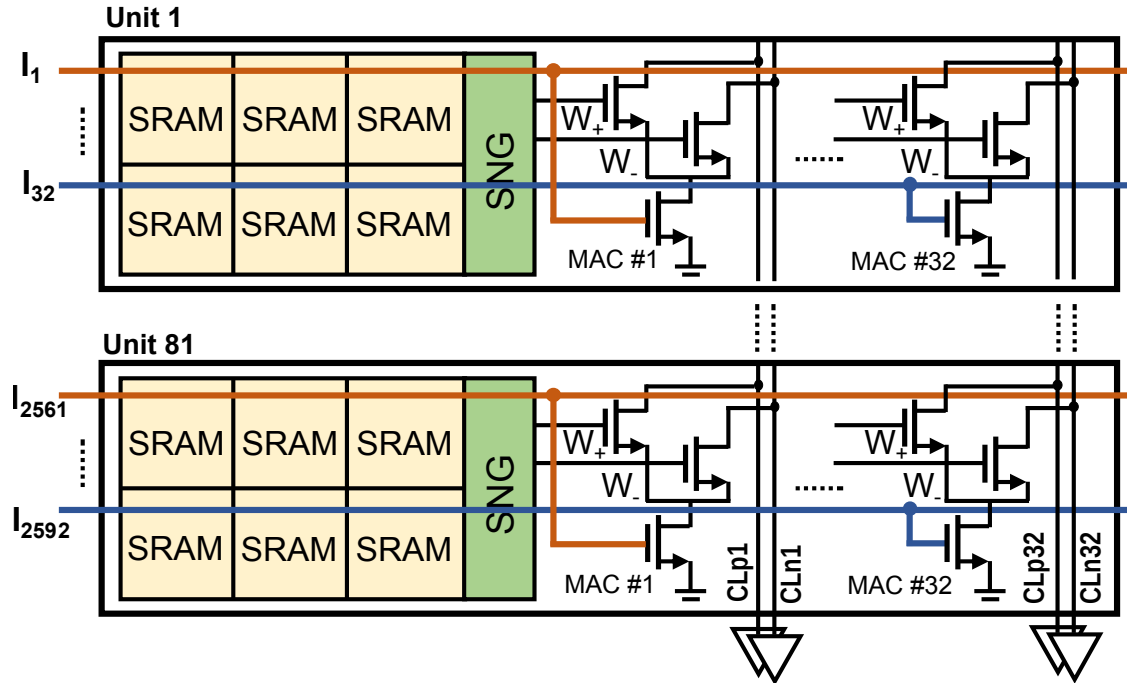 Unit 1
I1
SRAM SRAM SRAM
SNG
W+
W-
......
W+
W-
I32
SRAM SRAM SRAM
MAC #1
MAC #32
Unit 81
I2561
SRAM SRAM SRAM
SNG
W+
W-
......
W+
W-
I2592
SRAM SRAM SRAM
MAC #1
CLp1
CLn1
MAC #32
CLp32
CLn32